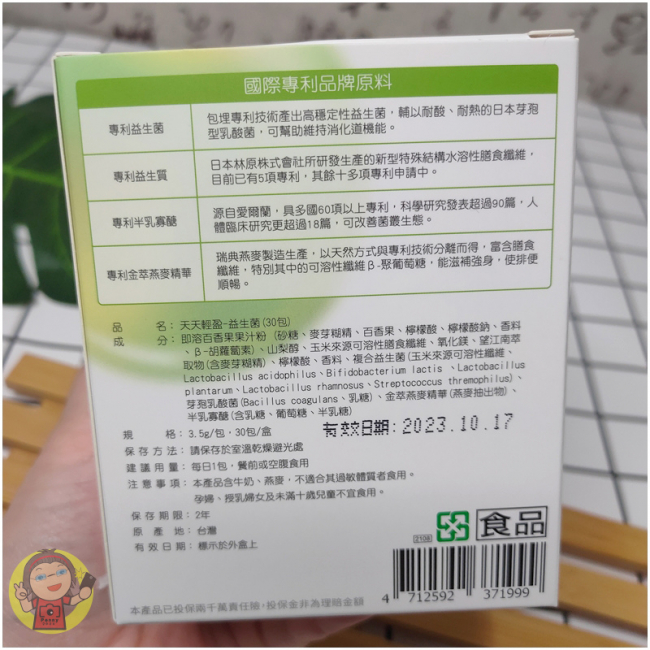 國際專利品牌原料
專利益生菌
包埋專利技術產出高穩定性益生菌，輔以耐酸、耐熱的日本芽孢
型乳酸菌，可幫助維持消化道機能。
專利益生質
日本林原株式會社所研發生產的新型特殊結構水溶性膳食纖維，
目前已有5項專利，其餘十多項專利申請中。
專利半乳寡醣
源自愛爾蘭，具多國60項以上專利，科學研究發表超過90篇，人
體臨床研究更超過18篇，可改善菌叢生態。
專利金萃燕麥精華
瑞典燕麥製造生產，以天然方式與專利技術分離而得，富含膳食
纖維，特別其中的可溶性纖維β-聚葡萄糖，能滋補強身，使排便
順暢。
品 名：天天輕盈-益生菌(30包)
成 分：即溶百香果果汁粉 (砂糖、麥芽糊精、百香果、檸檬酸、檸檬酸鈉、香料
、β-胡蘿蔔素)、山梨醇、玉米來源可溶性膳食纖維、氧化鎂、望江南萃
取物(含麥芽糊精)、檸檬酸、香料、複合益生菌(玉米來源可溶性纖維、
Lactobacillus acidophilus、Bifidobacterium lactis 、Lactobacillus
plantarum、Lactobacillus rhamnosus、Streptococcus thremophilus)、
芽孢乳酸菌(Bacillus coagulans、乳糖)、金萃燕麥精華(燕麥抽出物)、
半乳寡醣(含乳糖、葡萄糖、半乳糖)
規 格：3.5g/包，30包/盒
有效日期：2023.10.17
保存方法：請保存於室溫乾燥避光處
建議用量：每日1包，餐前或空腹食用
注意事項：本產品含牛奶、燕麥，不適合其過敏體質者食用。
孕婦、授乳婦女及未滿十歲兒童不宜食用。
保存期限：2年
原 產 地：台灣
有效日期：標示於外盒上
2108
食品
4 712592 371999
本產品已投保兩千萬責任險，投保金非為理賠金額